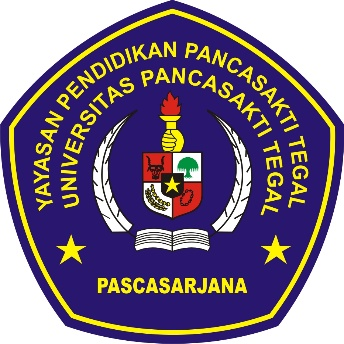 YAYASAN PENDIDIKAN PANCASAKTI TEGAL
UNIVERSITAS PANCASAKTI TEGAL
PASCASARJANA